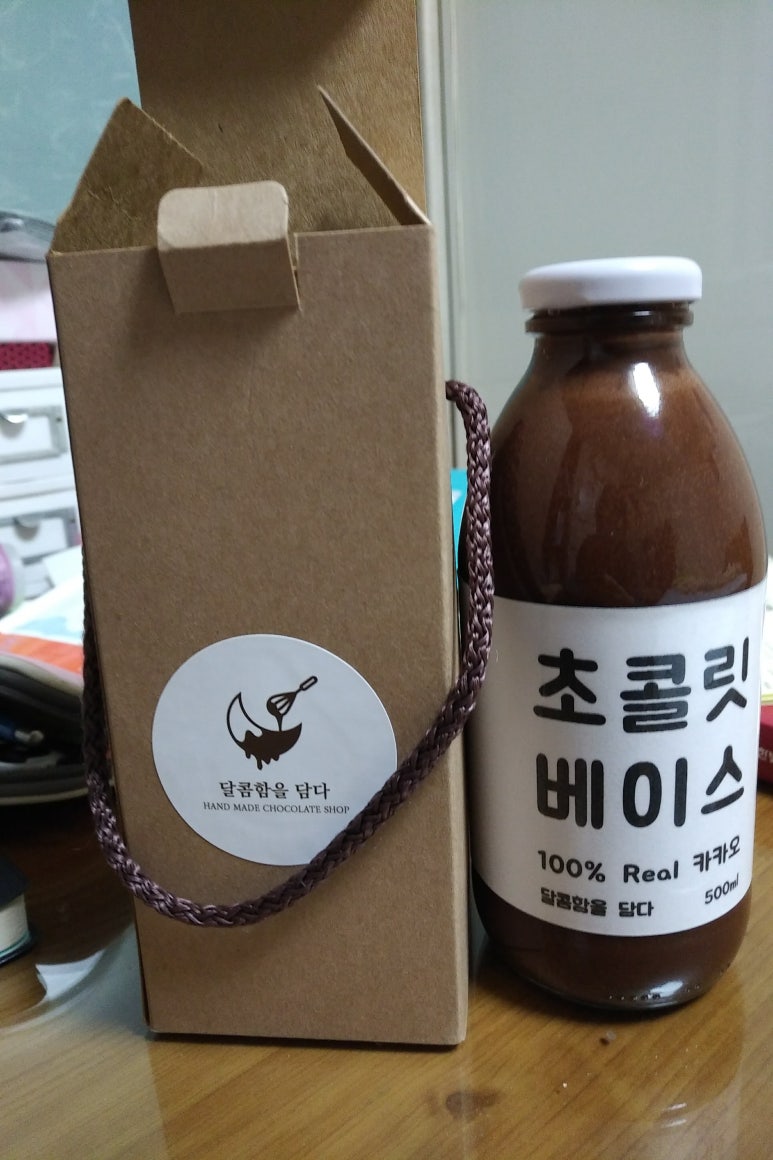 달콤함을 담다
HAND MADE CHOCOLATE SHOP
초콜릿
베이스
100% Real 카카오
달콤함을 담다
500ml